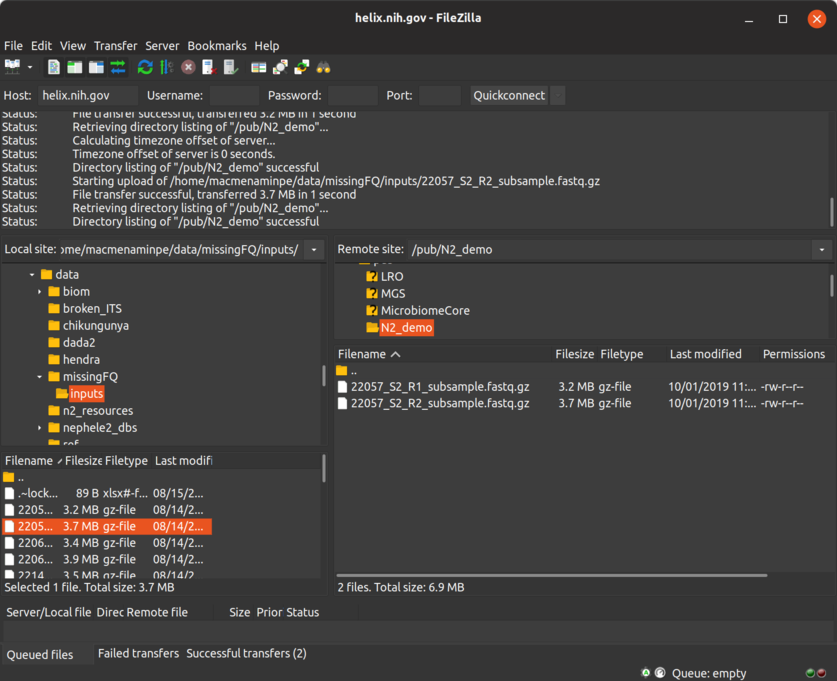 helix.nih.gov - FileZilla
File Edit View Transfer Server Bookmarks Help
Host: helix.nih.gov Username: Password: Port: Quickconnect
Status: File transfer successful, transferred 3.2 MB in 1 second
Status: Retrieving directory listing of "/pub/N2_demo"...
Status: Calculating timezone offset of server...
Status: Timezone offset of server is 0 seconds.
Status: Directory listing of "/pub/N2_demo" successful
Status: Starting upload of /home/macmenaminpe/data/missingFQ/inputs/22057_S2_R2_subsample.fastq.gz
Status: File transfer successful, transferred 3.7 MB in 1 second
Status: Retrieving directory listing of "/pub/N2_demo"...
Status: Directory listing of "/pub/N2_demo" successful
Local site: ome/macmenaminpe/data/missingFQ/inputs/
data
biom
broken_ITS
chikungunya
dada2
hendra
missingFQ
inputs
n2_resources
nephele2_dbs
ref
Filename Filesize Filetype Last modifi
..
.~lock... 89 B xlsx#-f... 08/15/2...
2205... 3.2 MB gz-file 08/14/2...
2205... 3.7 MB gz-file 08/14/2...
2206... 3.4 MB gz-file 08/14/2...
2206... 3.9 MB gz-file 08/14/2...
2214... 3.5 MB gz-file 08/14/2...
Selected 1 file. Total size: 3.7 MB
Remote site: /pub/N2_demo
LRO
MGS
MicrobiomeCore
N2_demo
Filename Filesize Filetype Last modified Permissions
..
22057_S2_R1_subsample.fastq.gz 3.2 MB gz-file 10/01/2019 11:... -rw-r--r--
22057_S2_R2_subsample.fastq.gz 3.7 MB gz-file 10/01/2019 11:... -rw-r--r--
2 files. Total size: 6.9 MB
Server/Local file Direc Remote file Size Prior Status
Queued files Failed transfers Successful transfers (2)
Queue: empty